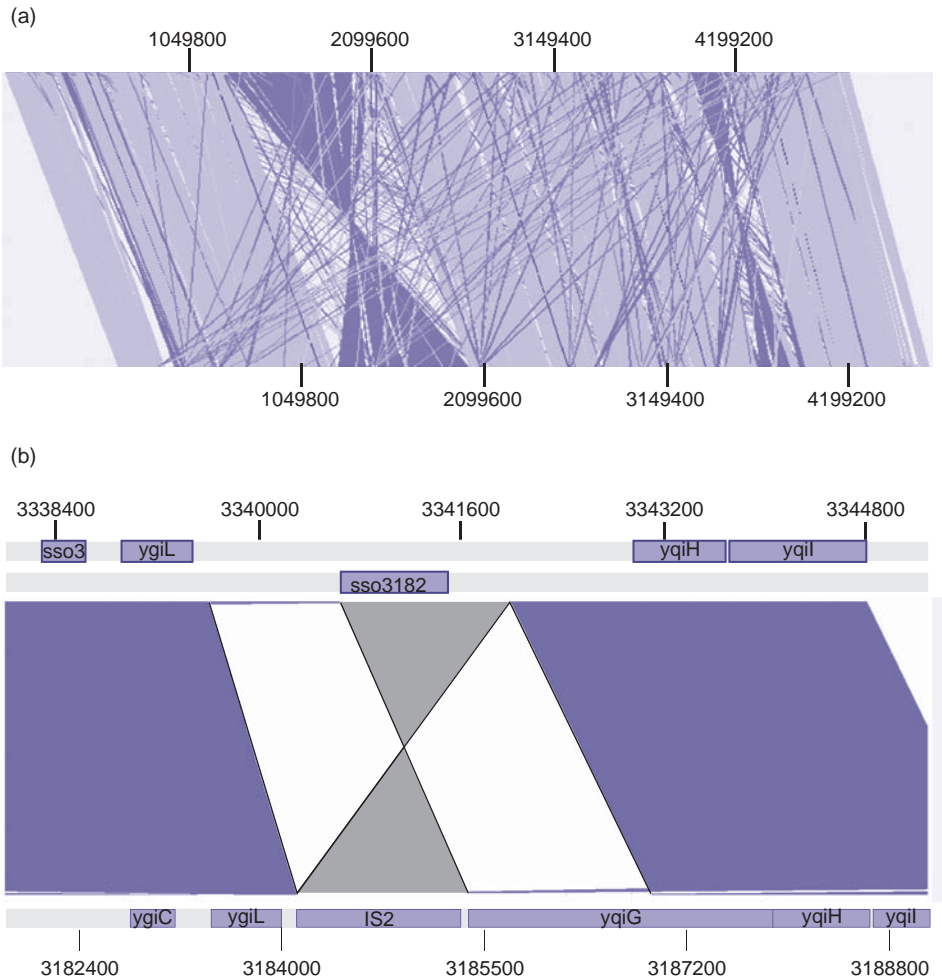 (a)
1049800 2099600 3149400 4199200
1049800 2099600 3149400 4199200
(b)
3338400 3340000 3341600 3343200 3344800
sso3 ygiL yqiH yqiI
sso3182
ygiC ygiL IS2 yqiG yqiH yqiI
3182400 3184000 3185500 3187200 3188800